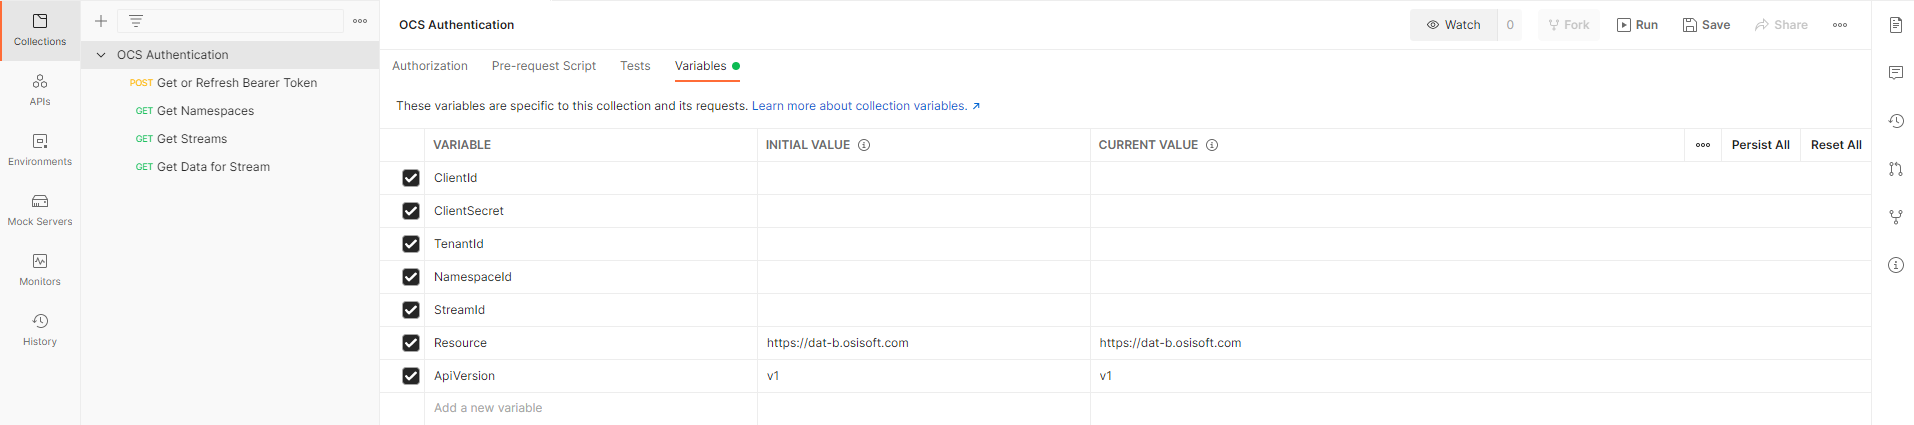 Collections
APIs
Environments
Mock Servers
Monitors
History
OCS Authentication
POST Get or Refresh Bearer Token
GET Get Namespaces
GET Get Streams
GET Get Data for Stream
OCS Authentication
Watch 0 Fork Run Save Share
Authorization Pre-request Script Tests Variables
These variables are specific to this collection and its requests. Learn more about collection variables. ↗
VARIABLE INITIAL VALUE CURRENT VALUE Persist All Reset All
ClientId
ClientSecret
TenantId
NamespaceId
StreamId
Resource https://dat-b.osisoft.com https://dat-b.osisoft.com
ApiVersion v1 v1
Add a new variable